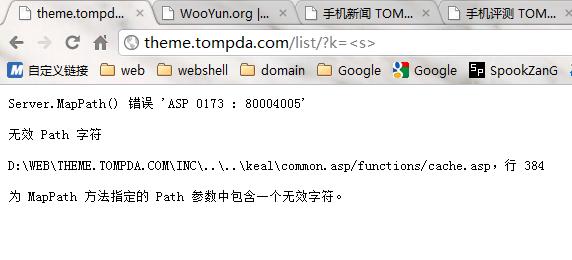 theme.tompd...
WooYun.org |...
手机新闻 TOM...
手机评测 TOM...
theme.tompda.com/list/?k=<s>
自定义链接 web webshell domain Google Google SpookZanG
Server.MapPath() 错误 'ASP 0173 : 80004005'
无效 Path 字符
D:\WEB\THEME.TOMPDA.COM\INC\..\..\keal\common.asp/functions/cache.asp，行 384
为 MapPath 方法指定的 Path 参数中包含一个无效字符。